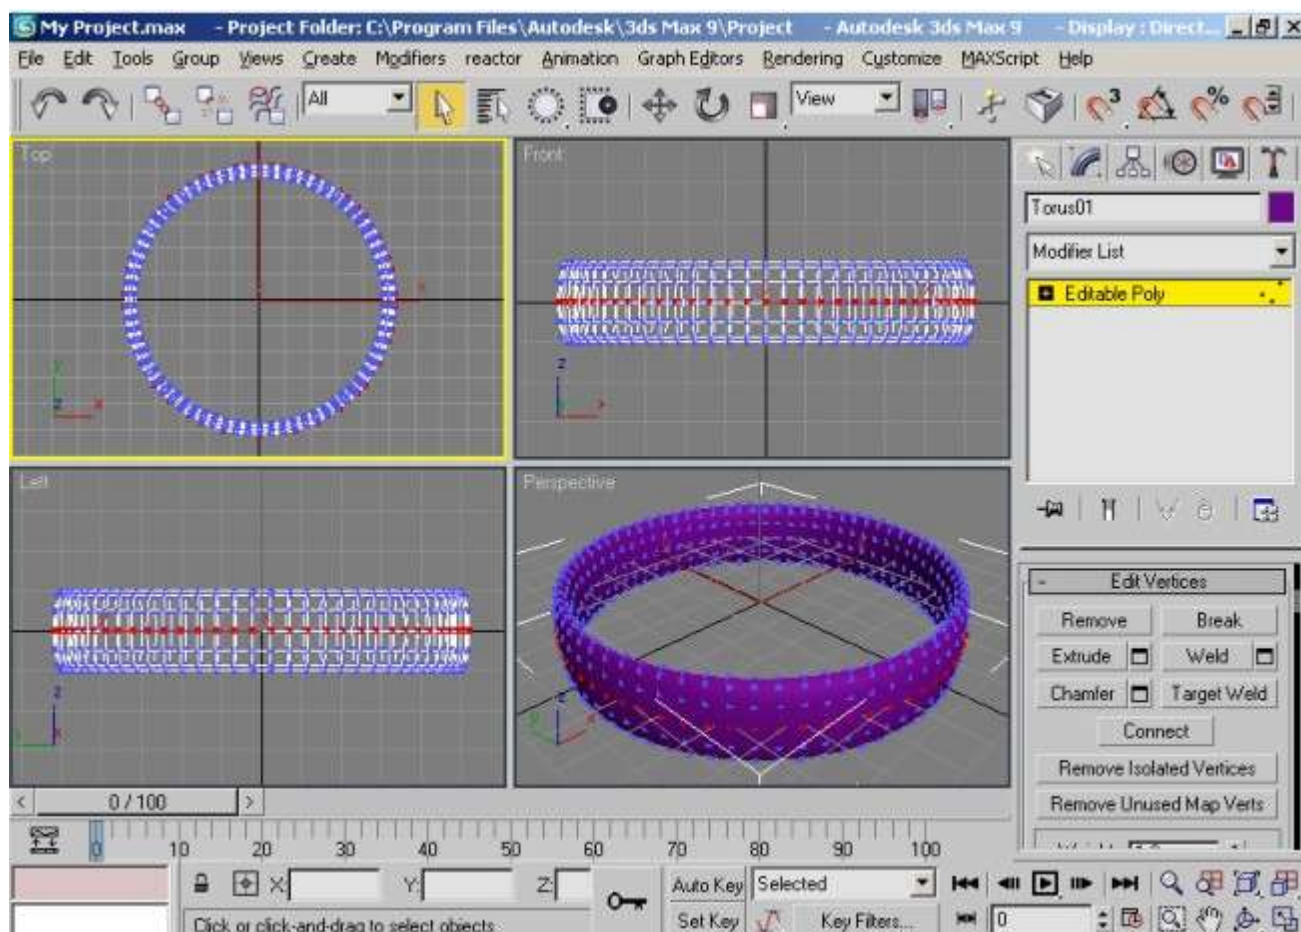 My Project.max - Project Folder: C:\Program Files\Autodesk\3ds Max 9\Project - Autodesk 3ds Max 9 - Display : Direct...
File Edit Tools Group Views Create Modifiers reactor Animation Graph Editors Rendering Customize MAXScript Help
All View 3 %
Top Front
Torus01
Modifier List
Editable Poly
Left Perspective
Edit Vertices
Remove Break
Extrude Weld
Chamfer Target Weld
Connect
Remove Isolated Vertices
Remove Unused Map Verts
< 0 / 100 >
0 10 20 30 40 50 60 70 80 90 100
X: Y: Z: Auto Key Selected
Click or click-and-drag to select objects Set Key Key Filters... 0